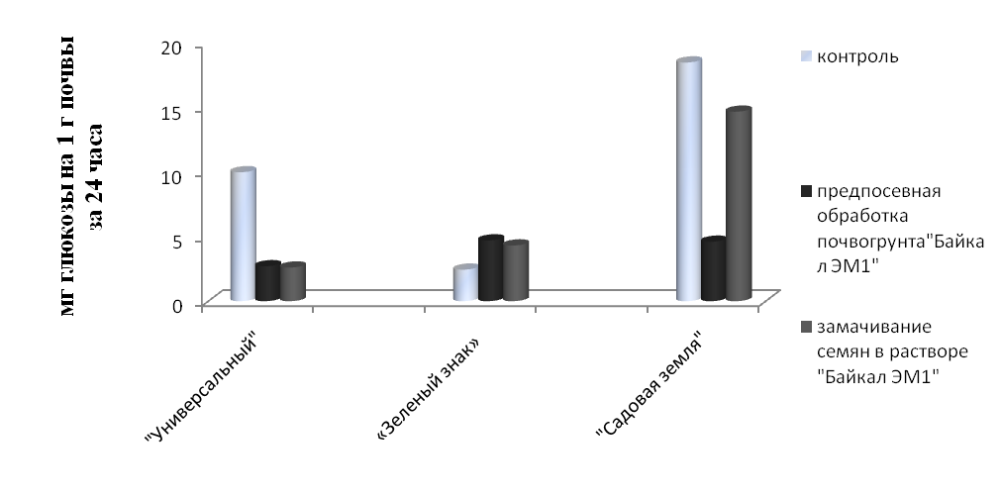 мг глюкозы на 1 г почвы
за 24 часа
20
15
10
5
0
"Универсальный"
«Зеленый знак»
"Садовая земля"
контроль
предпосевная
обработка
почвогрунта"Байка
л ЭМ1"
замачивание
семян в растворе
"Байкал ЭМ1"